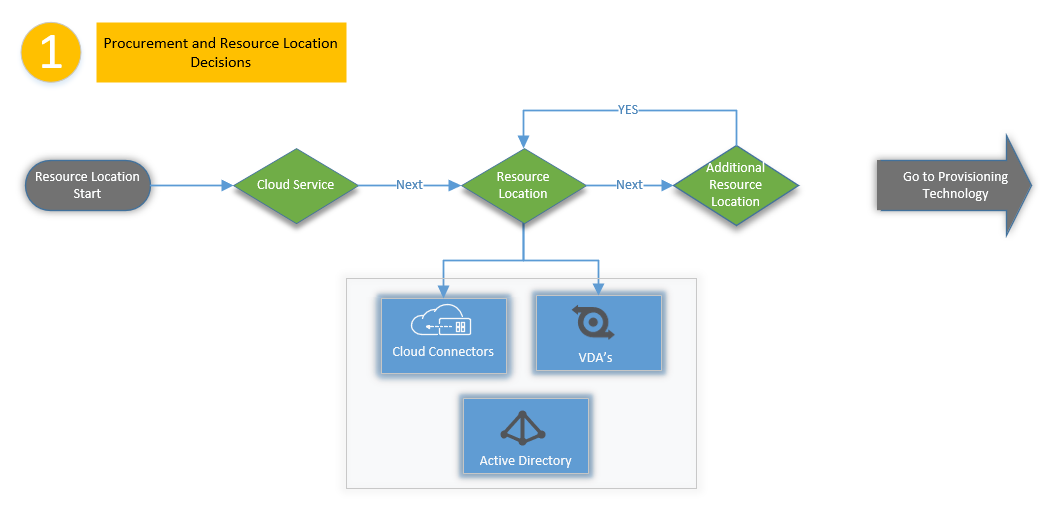 1
Procurement and Resource Location
Decisions
YES
Resource Location
Start
Cloud Service
Next
Resource
Location
Next
Additional
Resource
Location
Go to Provisioning
Technology
Cloud Connectors
VDA's
Active Directory